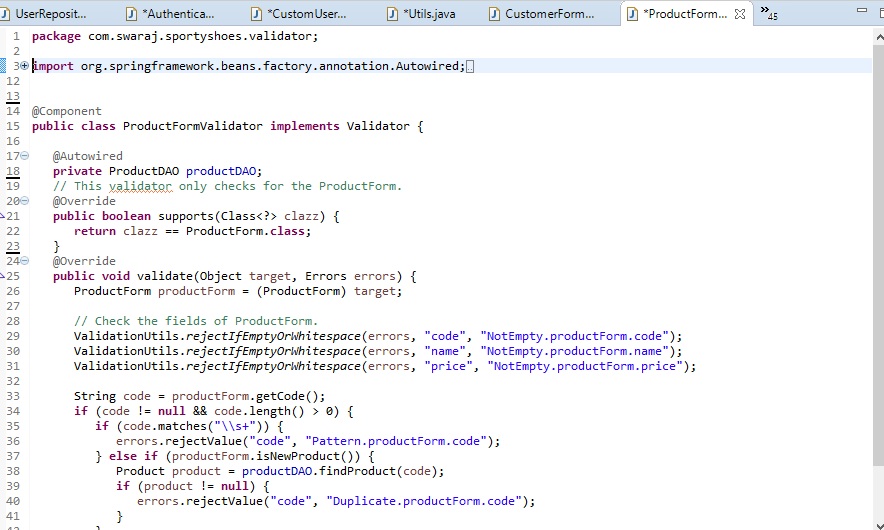 UserReposit... *Authentica... *CustomUser... *Utils.java CustomerForm... *ProductForm... »45
1 package com.swaraj.sportyshoes.validator;
2
3 import org.springframework.beans.factory.annotation.Autowired;
12
13
14 @Component
15 public class ProductFormValidator implements Validator {
16
17 @Autowired
18 private ProductDAO productDAO;
19 // This validator only checks for the ProductForm.
20 @Override
21 public boolean supports(Class<?> clazz) {
22 return clazz == ProductForm.class;
23 }
24 @Override
25 public void validate(Object target, Errors errors) {
26 ProductForm productForm = (ProductForm) target;
27
28 // Check the fields of ProductForm.
29 ValidationUtils.rejectIfEmptyOrWhitespace(errors, "code", "NotEmpty.productForm.code");
30 ValidationUtils.rejectIfEmptyOrWhitespace(errors, "name", "NotEmpty.productForm.name");
31 ValidationUtils.rejectIfEmptyOrWhitespace(errors, "price", "NotEmpty.productForm.price");
32
33 String code = productForm.getCode();
34 if (code != null && code.length() > 0) {
35 if (code.matches("\\s+")) {
36 errors.rejectValue("code", "Pattern.productForm.code");
37 } else if (productForm.isNewProduct()) {
38 Product product = productDAO.findProduct(code);
39 if (product != null) {
40 errors.rejectValue("code", "Duplicate.productForm.code");
41 }